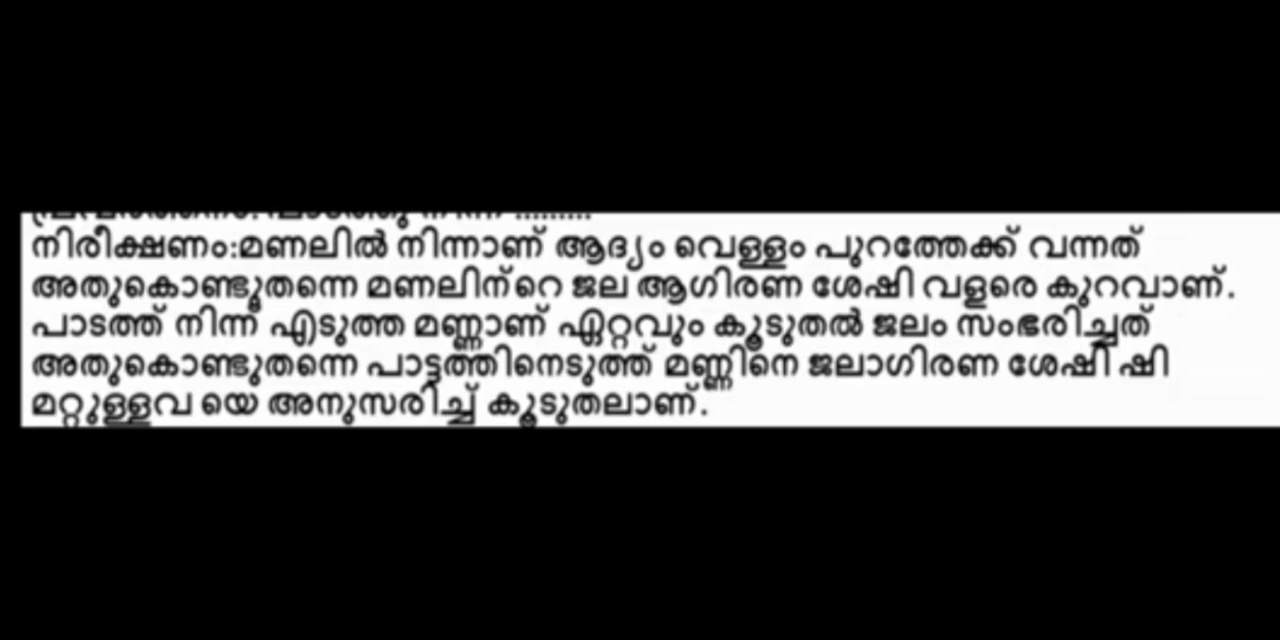 നിരീക്ഷണം:മണലിൽ നിന്നാണ് ആദ്യം വെള്ളം പുറത്തേക്ക് വന്നത്
അതുകൊണ്ടുതന്നെ മണലിന്റെ ജല ആഗിരണ ശേഷി വളരെ കുറവാണ്.
പാടത്ത് നിന്ന് എടുത്ത മണ്ണാണ് ഏറ്റവും കൂടുതൽ ജലം സംഭരിച്ചത്
അതുകൊണ്ടുതന്നെ പാട്ടത്തിനെടുത്ത് മണ്ണിനെ ജലാഗിരണ ശേഷി ഷി
മറ്റുള്ളവ യെ അനുസരിച്ച് കൂടുതലാണ്.